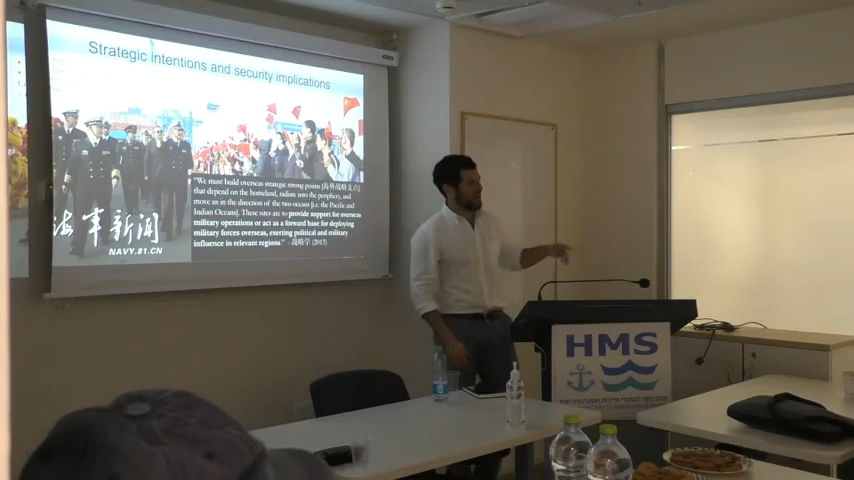 Strategic intentions and security implications
"We must build overseas strategic strong points [海外战略支点]
that depend on the homeland, radiate into the periphery, and
move us in the direction of the two oceans [i.e. the Pacific and
Indian Oceans]. These sites are to provide support for overseas
military operations or act as a forward base for deploying
military forces overseas, exerting political and military
influence in relevant regions." - 战略学 (2013)
海军新闻
NAVY.81.CN
HMS